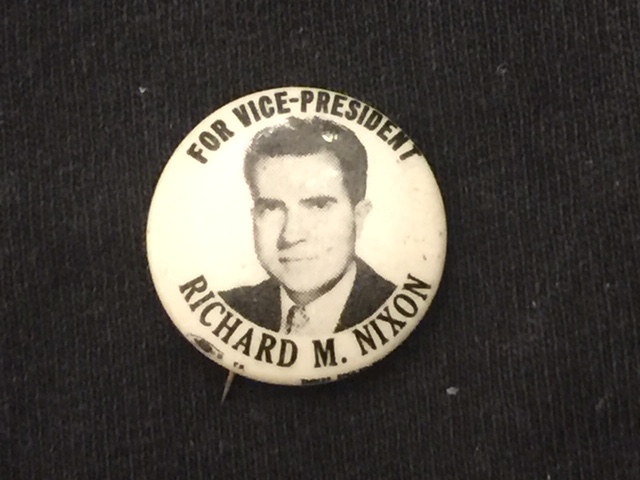 FOR VICE-PRESIDENT
RICHARD M. NIXON